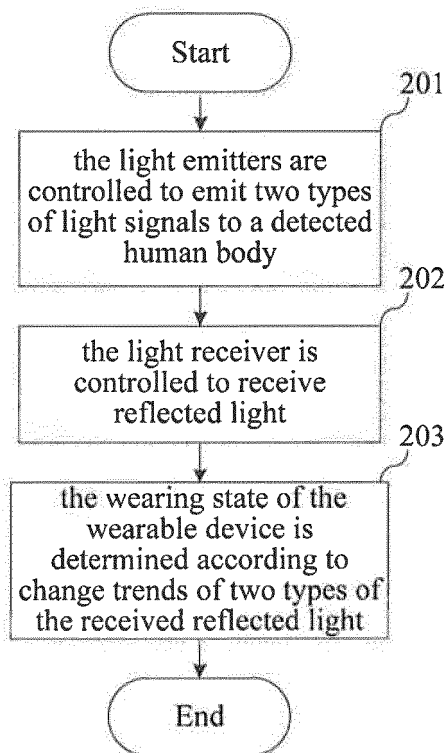 Start
201
the light emitters are
controlled to emit two types
of light signals to a detected
human body
202
the light receiver is
controlled to receive
reflected light
203
the wearing state of the
wearable device is
determined according to
change trends of two types of
the received reflected light
End